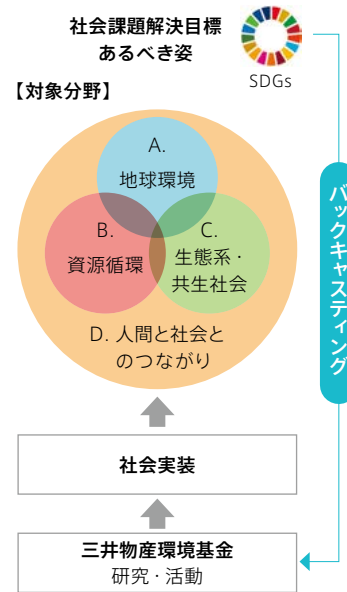 社会課題解決目標
あるべき姿
SDGs
【対象分野】
A.
地球環境
B.
資源循環
C.
生態系・
共生社会
D. 人間と社会と
のつながり
バックキャスティング
社会実装
三井物産環境基金
研究・活動